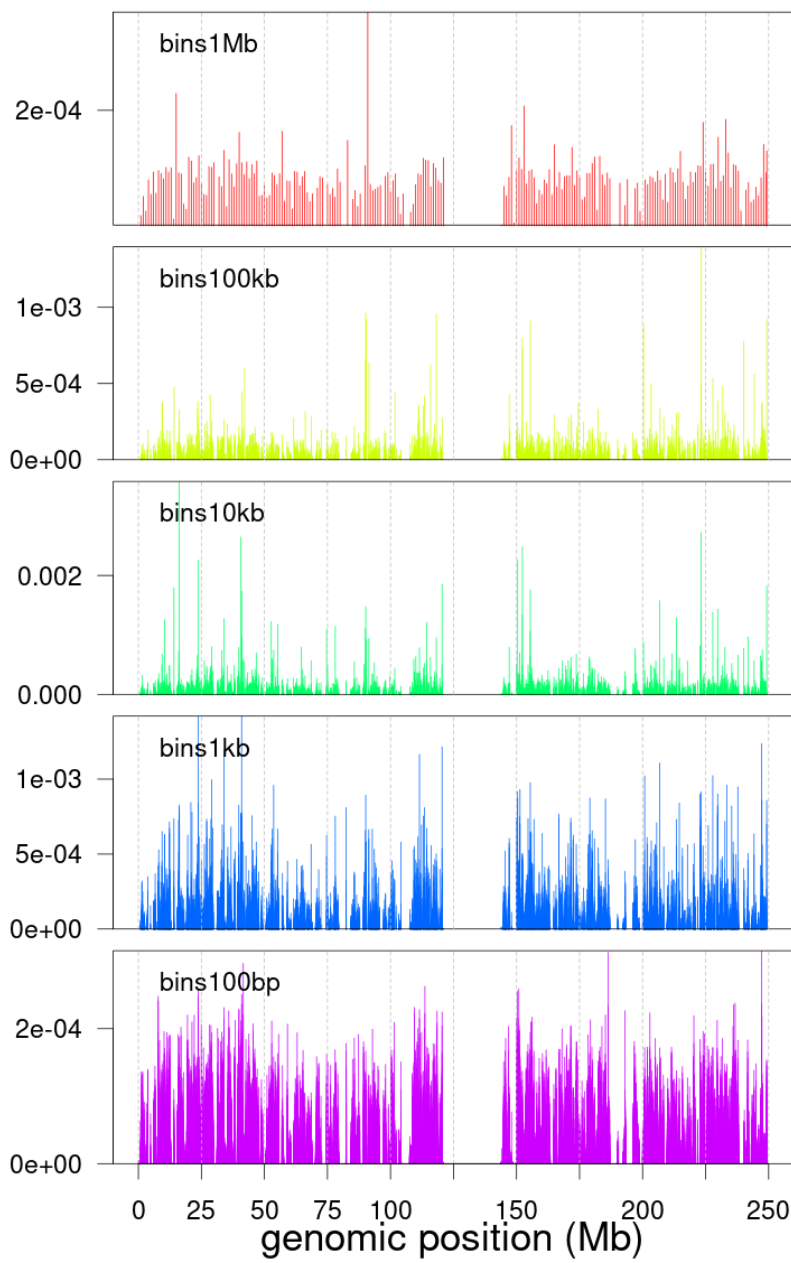 bins1Mb
2e-04
bins100kb
1e-03
5e-04
0e+00
bins10kb
0.002
0.000
bins1kb
1e-03
5e-04
0e+00
bins100bp
2e-04
0e+00
0 25 50 75 100 150 200 250
genomic position (Mb)